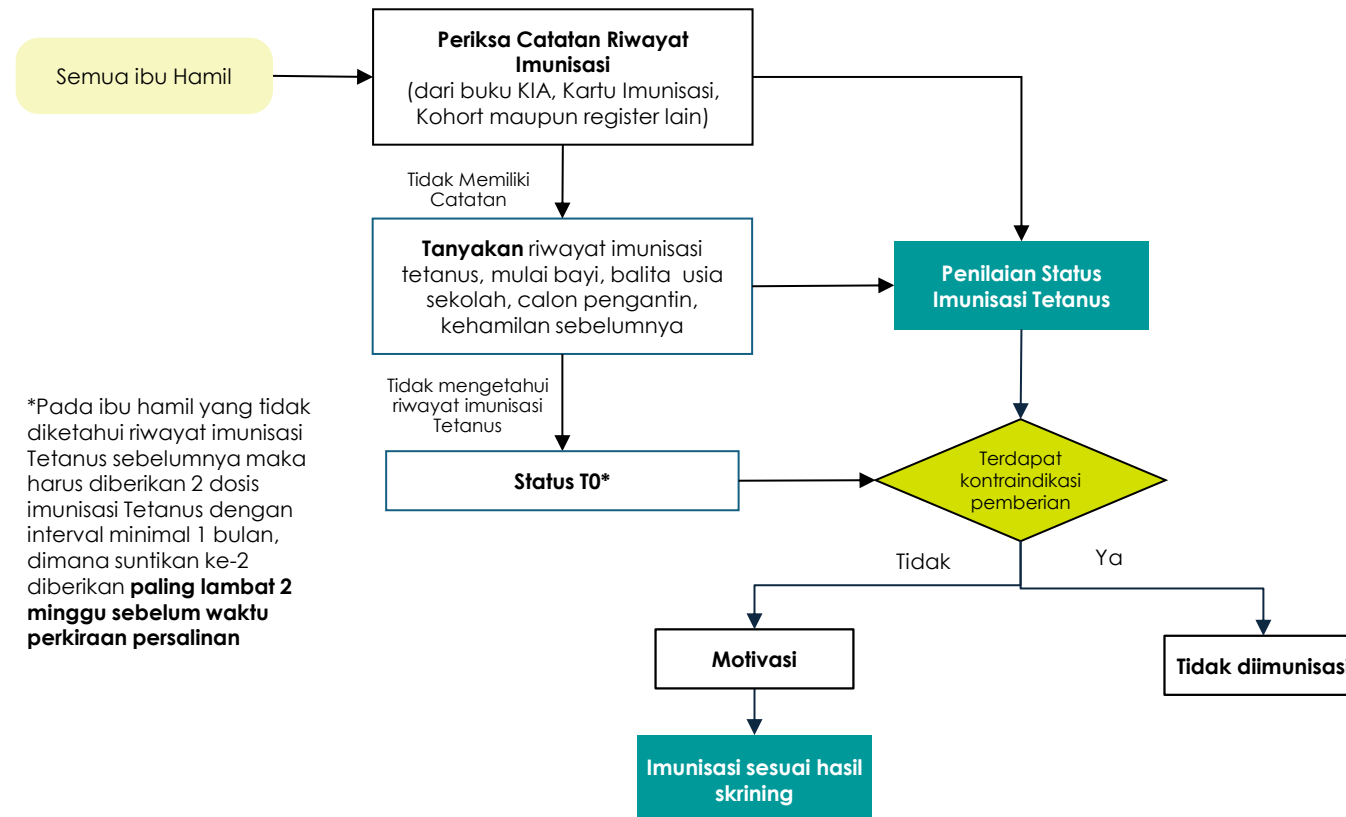 Semua ibu Hamil
Periksa Catatan Riwayat
Imunisasi
(dari buku KIA, Kartu Imunisasi,
Kohort maupun register lain)
Tidak Memiliki
Catatan
Tanyakan riwayat imunisasi
tetanus, mulai bayi, balita usia
sekolah, calon pengantin,
kehamilan sebelumnya
Penilaian Status
Imunisasi Tetanus
Tidak mengetahui
riwayat imunisasi
Tetanus
Status T0*
Terdapat
kontraindikasi
pemberian
*Pada ibu hamil yang tidak
diketahui riwayat imunisasi
Tetanus sebelumnya maka
harus diberikan 2 dosis
imunisasi Tetanus dengan
interval minimal 1 bulan,
dimana suntikan ke-2
diberikan paling lambat 2
minggu sebelum waktu
perkiraan persalinan
Tidak
Ya
Motivasi
Tidak diimunisasi
Imunisasi sesuai hasil
skrining